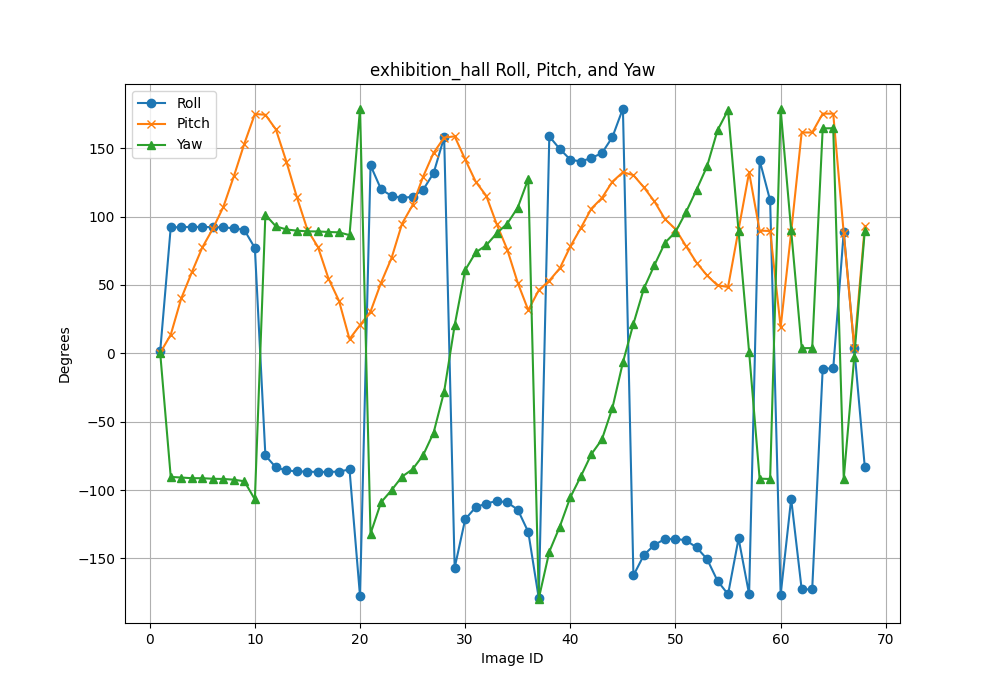 exhibition_hall Roll, Pitch, and Yaw
Roll
Pitch
Yaw
150
100
50
0
−50
−100
−150
Degrees
0 10 20 30 40 50 60 70
Image ID